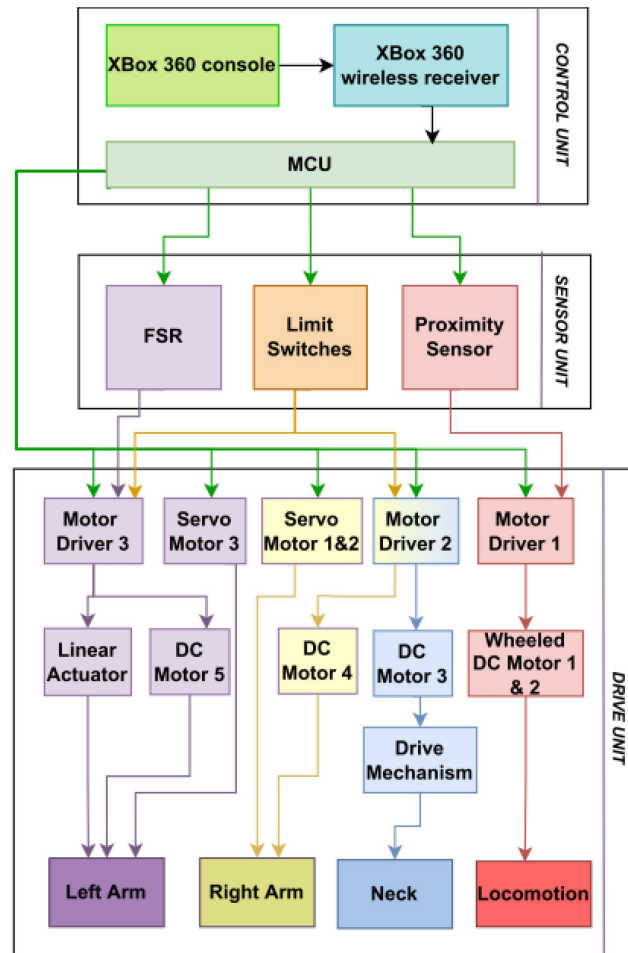 XBox 360 console
XBox 360
wireless receiver
MCU
CONTROL UNIT
FSR
Limit
Switches
Proximity
Sensor
SENSOR UNIT
Motor
Driver 3
Servo
Motor 3
Servo
Motor 1&2
Motor
Driver 2
Motor
Driver 1
Linear
Actuator
DC
Motor 5
DC
Motor 4
DC
Motor 3
Wheeled
DC Motor 1
& 2
Drive
Mechanism
DRIVE UNIT
Left Arm
Right Arm
Neck
Locomotion